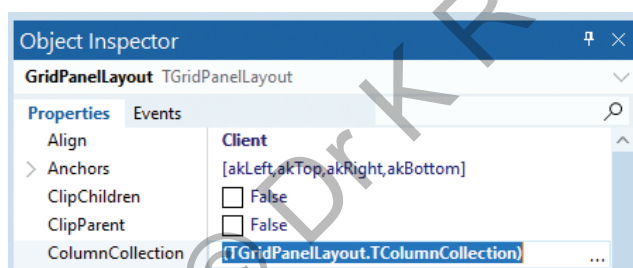 Object Inspector
GridPanelLayout TGridPanelLayout
Properties Events
Align Client
Anchors [akLeft,akTop,akRight,akBottom]
ClipChildren False
ClipParent False
ColumnCollection (TGridPanelLayout.TColumnCollection) ...
© Dr K R